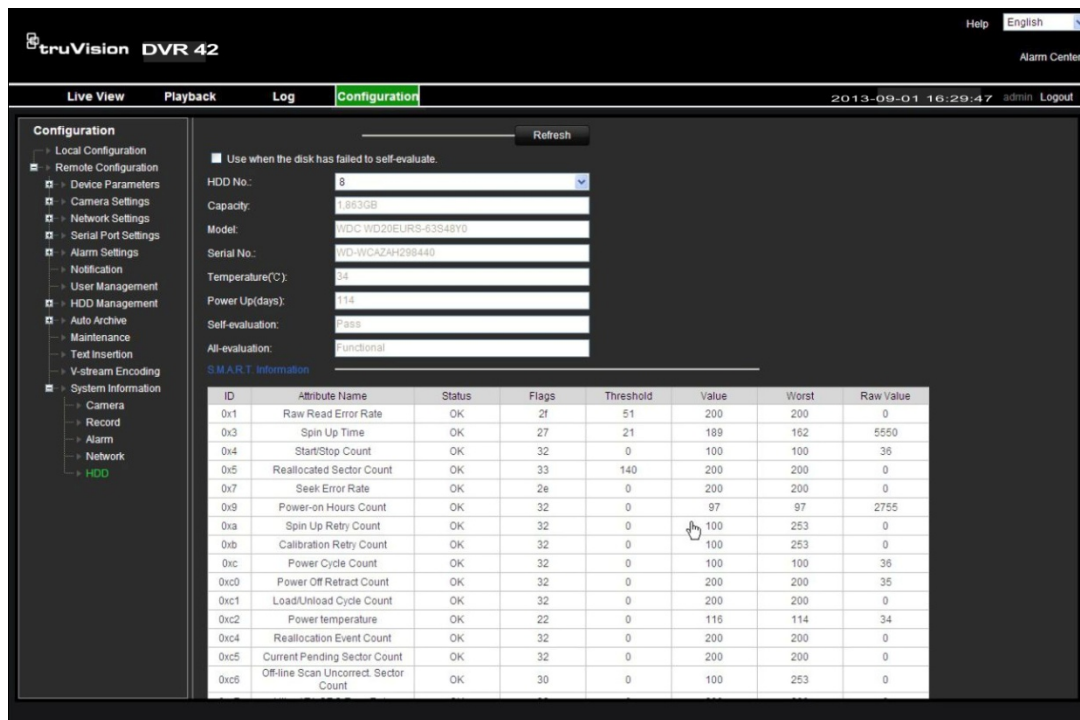 Help English
truVision DVR 42
Alarm Center
Live View Playback Log Configuration 2013-09-01 16:29:47 admin Logout
Configuration
Local Configuration
Remote Configuration
Device Parameters
Camera Settings
Network Settings
Serial Port Settings
Alarm Settings
Notification
User Management
HDD Management
Auto Archive
Maintenance
Text Insertion
V-stream Encoding
System Information
Camera
Record
Alarm
Network
HDD
Refresh
Use when the disk has failed to self-evaluate.
HDD No.: 8
Capacity: 1,863GB
Model: WDC WD20EURS-63S48Y0
Serial No.: WD-WCAZAH298440
Temperature(°C): 34
Power Up(days): 114
Self-evaluation: Pass
All-evaluation: Functional
S.M.A.R.T. Information
ID Attribute Name Status Flags Threshold Value Worst Raw Value
0x1 Raw Read Error Rate OK 2f 51 200 200 0
0x3 Spin Up Time OK 27 21 189 162 5550
0x4 Start/Stop Count OK 32 0 100 100 36
0x5 Reallocated Sector Count OK 33 140 200 200 0
0x7 Seek Error Rate OK 2e 0 200 200 0
0x9 Power-on Hours Count OK 32 0 97 97 2755
0xa Spin Up Retry Count OK 32 0 100 253 0
0xb Calibration Retry Count OK 32 0 100 253 0
0xc Power Cycle Count OK 32 0 100 100 36
0xc0 Power Off Retract Count OK 32 0 200 200 35
0xc1 Load/Unload Cycle Count OK 32 0 200 200 0
0xc2 Power temperature OK 22 0 116 114 34
0xc4 Reallocation Event Count OK 32 0 200 200 0
0xc5 Current Pending Sector Count OK 32 0 200 200 0
0xc6 Off-line Scan Uncorrect. Sector Count OK 30 0 100 253 0